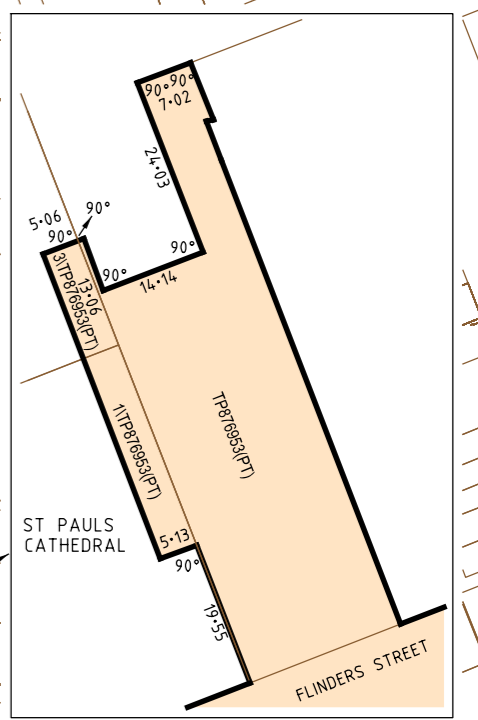 90° 90°
7·02
24·03
5·06
90°
90°
90°
90°
14·14
13·06
3\TP876953(PT)
1\TP876953(PT)
TP876953(PT)
ST PAULS
CATHEDRAL
5·13
90°
19·55
FLINDERS STREET